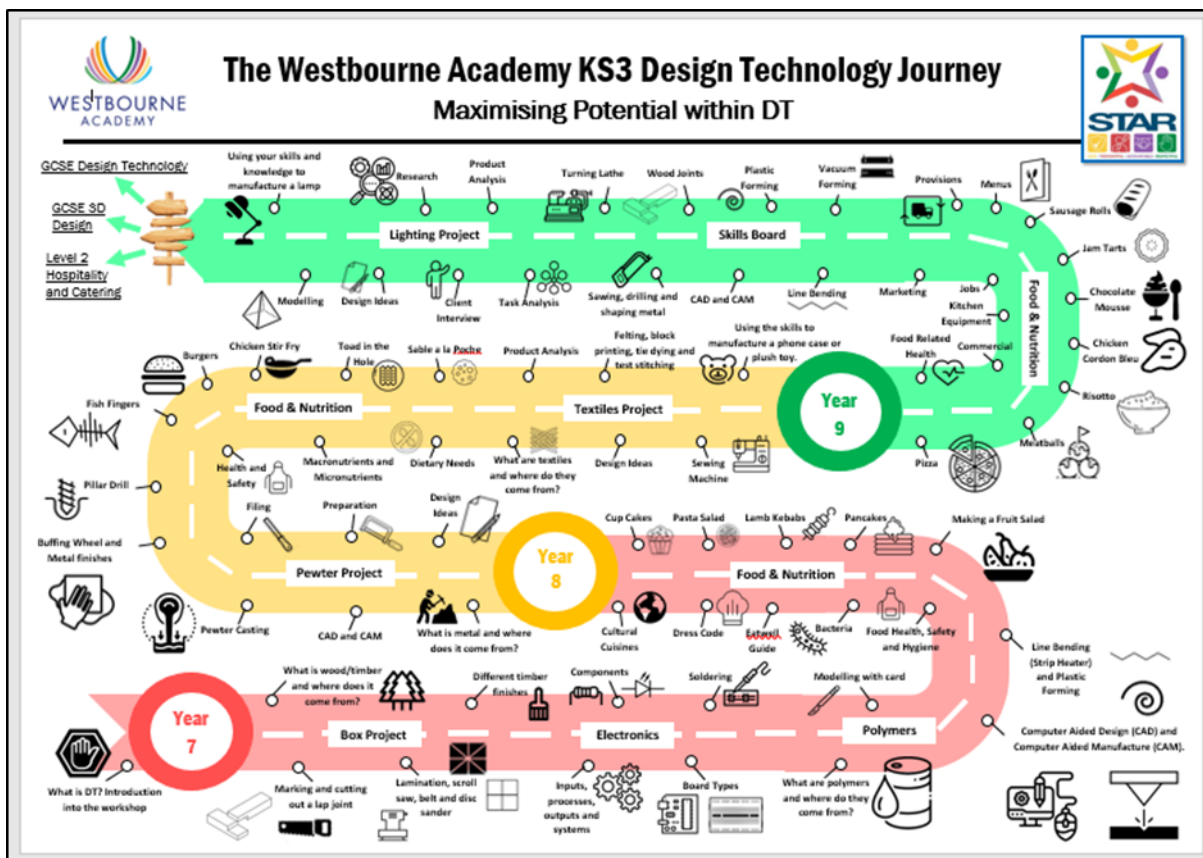 The Westbourne Academy KS3 Design Technology Journey
Maximising Potential within DT
WESTBOURNE
ACADEMY
STAR
GCSE Design Technology
GCSE 3D
Design
Level 2
Hospitality
and Catering
Using your skills and
knowledge to
manufacture a lamp
Research
Product
Analysis
Turning Lathe
Wood Joints
Plastic
Forming
Vacuum
Forming
Provisions
Menus
Sausage Rolls
Jam Tarts
Chocolate
Mousse
Chicken
Cordon Bleu
Risotto
Meatballs
Pizza
Lighting Project
Skills Board
Food & Nutrition
Modelling
Design Ideas
Client
Interview
Task Analysis
Sawing, drilling and
shaping metal
CAD and CAM
Line Bending
Marketing
Jobs
Kitchen
Equipment
Commercial
Food Related
Health
Year
9
Burgers
Chicken Stir Fry
Toad in the
Hole
Sable a la Poche
Product Analysis
Felting, block
printing, tie dying and
test stitching
Using the skills to
manufacture a phone case or
plush toy.
Food & Nutrition
Textiles Project
Fish Fingers
Health and
Safety
Macronutrients and
Micronutrients
Dietary Needs
What are textiles
and where do they
come from?
Design Ideas
Sewing
Machine
Pillar Drill
Buffing Wheel and
Metal finishes
Filing
Preparation
Design
Ideas
Pewter Project
Year
8
Pewter Casting
CAD and CAM
What is metal and where
does it come from?
Cup Cakes
Pasta Salad
Lamb Kebabs
Pancakes
Making a Fruit Salad
Food & Nutrition
Cultural
Cuisines
Dress Code
Eatwell
Guide
Bacteria
Food Health, Safety
and Hygiene
Line Bending
(Strip Heater)
and Plastic
Forming
Computer Aided Design (CAD) and
Computer Aided Manufacture (CAM).
What is wood/timber
and where does it
come from?
Different timber
finishes
Components
Soldering
Modelling with card
Year
7
Box Project
Electronics
Polymers
What is DT? Introduction
into the workshop
Marking and cutting
out a lap joint
Lamination, scroll
saw, belt and disc
sander
Inputs,
processes,
outputs and
systems
Board Types
What are polymers
and where do they
come from?